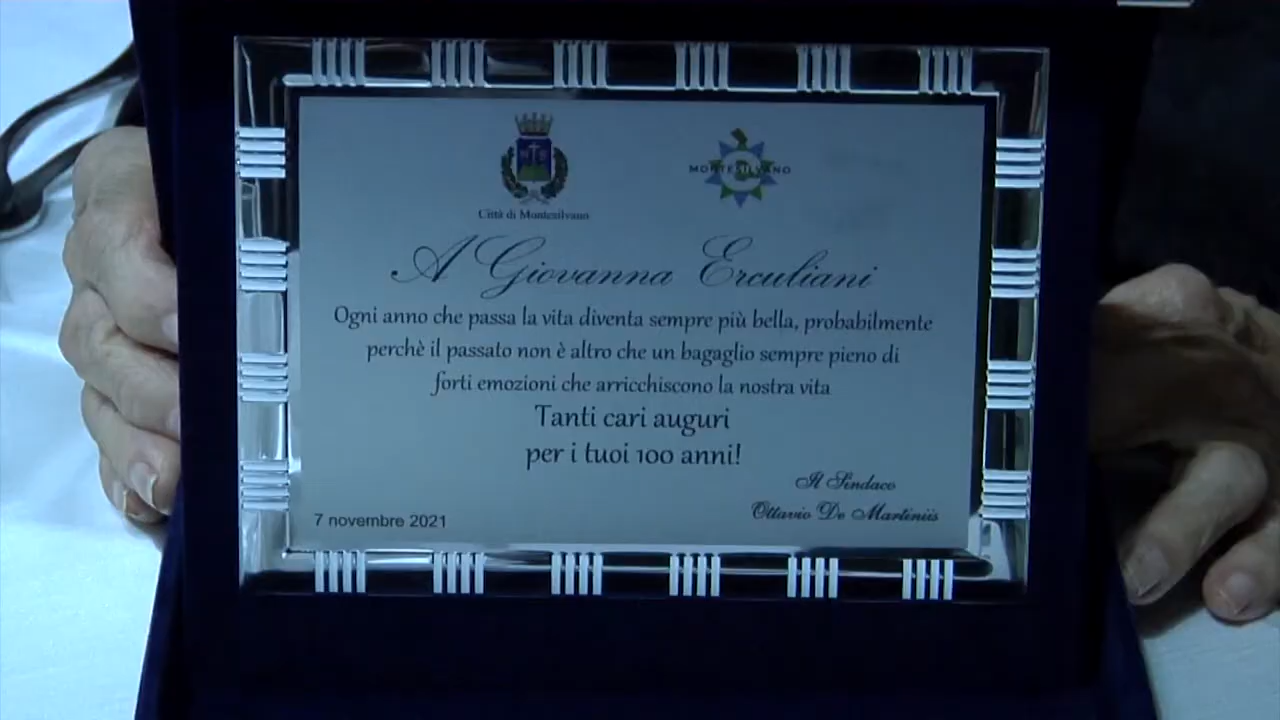 Città di Montesilvano
MONTESILVANO
A Giovanna Erculiani
Ogni anno che passa la vita diventa sempre più bella, probabilmente
perchè il passato non è altro che un bagaglio sempre pieno di
forti emozioni che arricchiscono la nostra vita
Tanti cari auguri
per i tuoi 100 anni!
Il Sindaco
Ottavio De Martiniis
7 novembre 2021